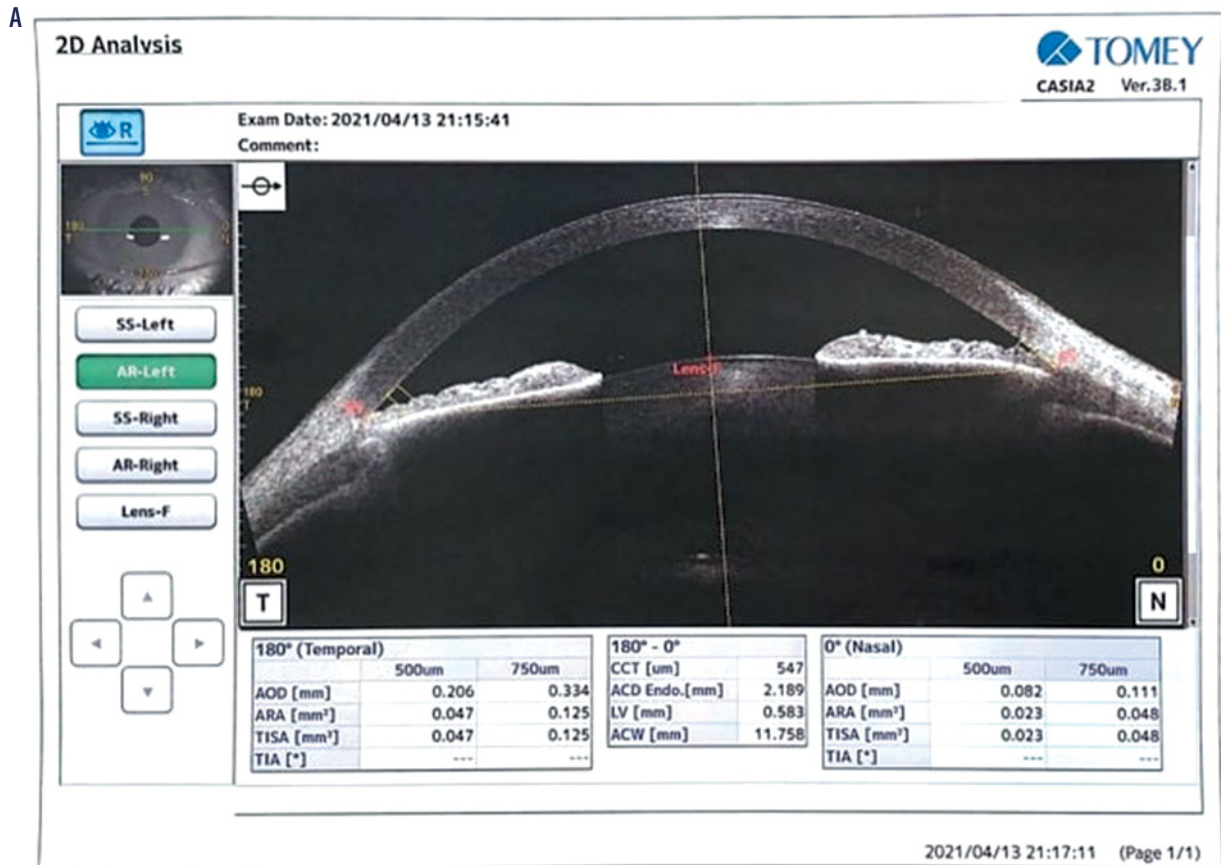 A
2D Analysis
TOMEY
CASIA2 Ver.3B.1
R
Exam Date: 2021/04/13 21:15:41
Comment:
90
S
180
T
0
N
270
SS-Left
AR-Left
SS-Right
AR-Right
Lens-F
180
T
Lens-F
180
T
0
N
180° (Temporal)
500um 750um
AOD [mm] 0.206 0.334
ARA [mm²] 0.047 0.125
TISA [mm²] 0.047 0.125
TIA [°] --- ---
180° - 0°
CCT [um] 547
ACD Endo.[mm] 2.189
LV [mm] 0.583
ACW [mm] 11.758
0° (Nasal)
500um 750um
AOD [mm] 0.082 0.111
ARA [mm²] 0.023 0.048
TISA [mm²] 0.023 0.048
TIA [°] --- ---
2021/04/13 21:17:11 (Page 1/1)